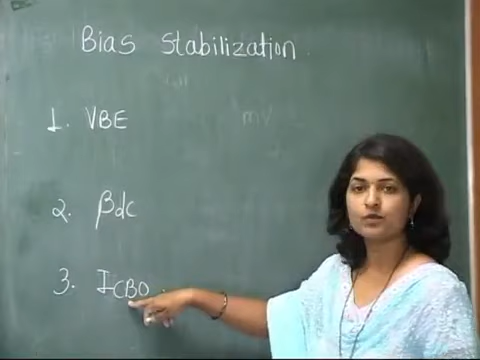 Bias Stabilization
1. VBE
2. βdc
3. ICBO